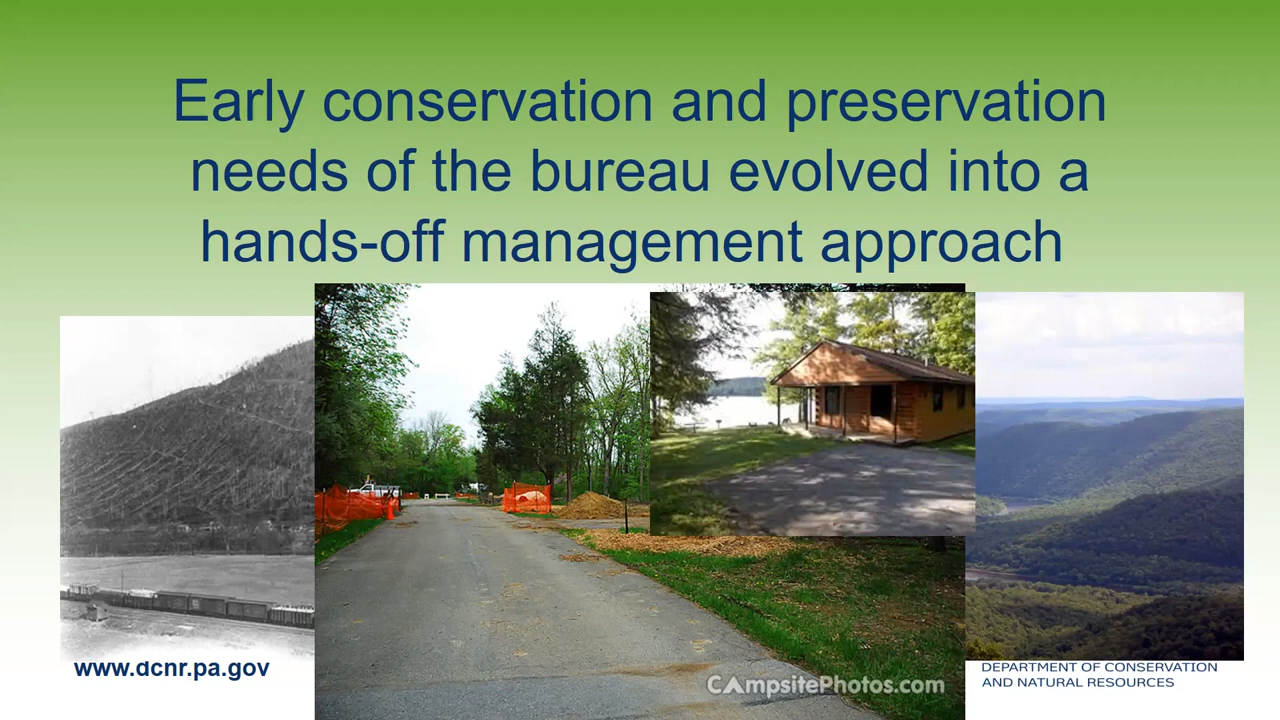 Early conservation and preservation
needs of the bureau evolved into a
hands-off management approach
www.dcnr.pa.gov
CAmpsitePhotos.com
DEPARTMENT OF CONSERVATION
AND NATURAL RESOURCES